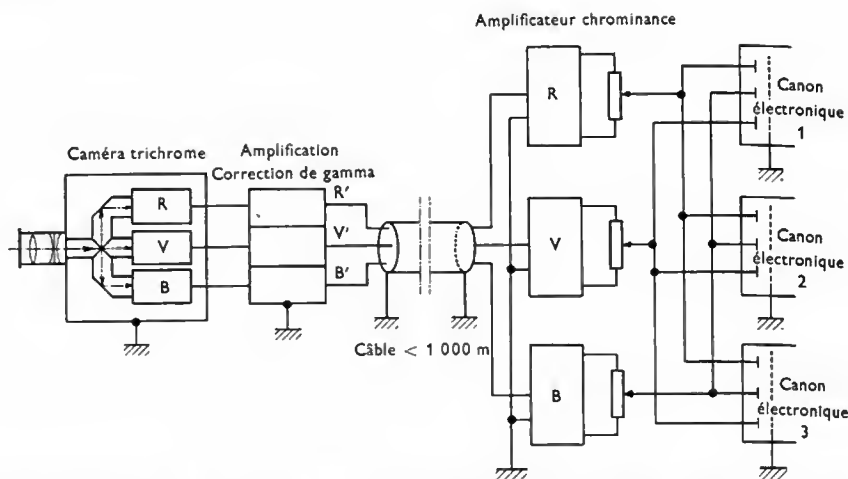 Amplificateur chrominance
Caméra trichrome
Amplification
Correction de gamma
R
V
B
R'
V'
B'
Câble < 1 000 m
R
V
B
Canon
électronique
1
Canon
électronique
2
Canon
électronique
3